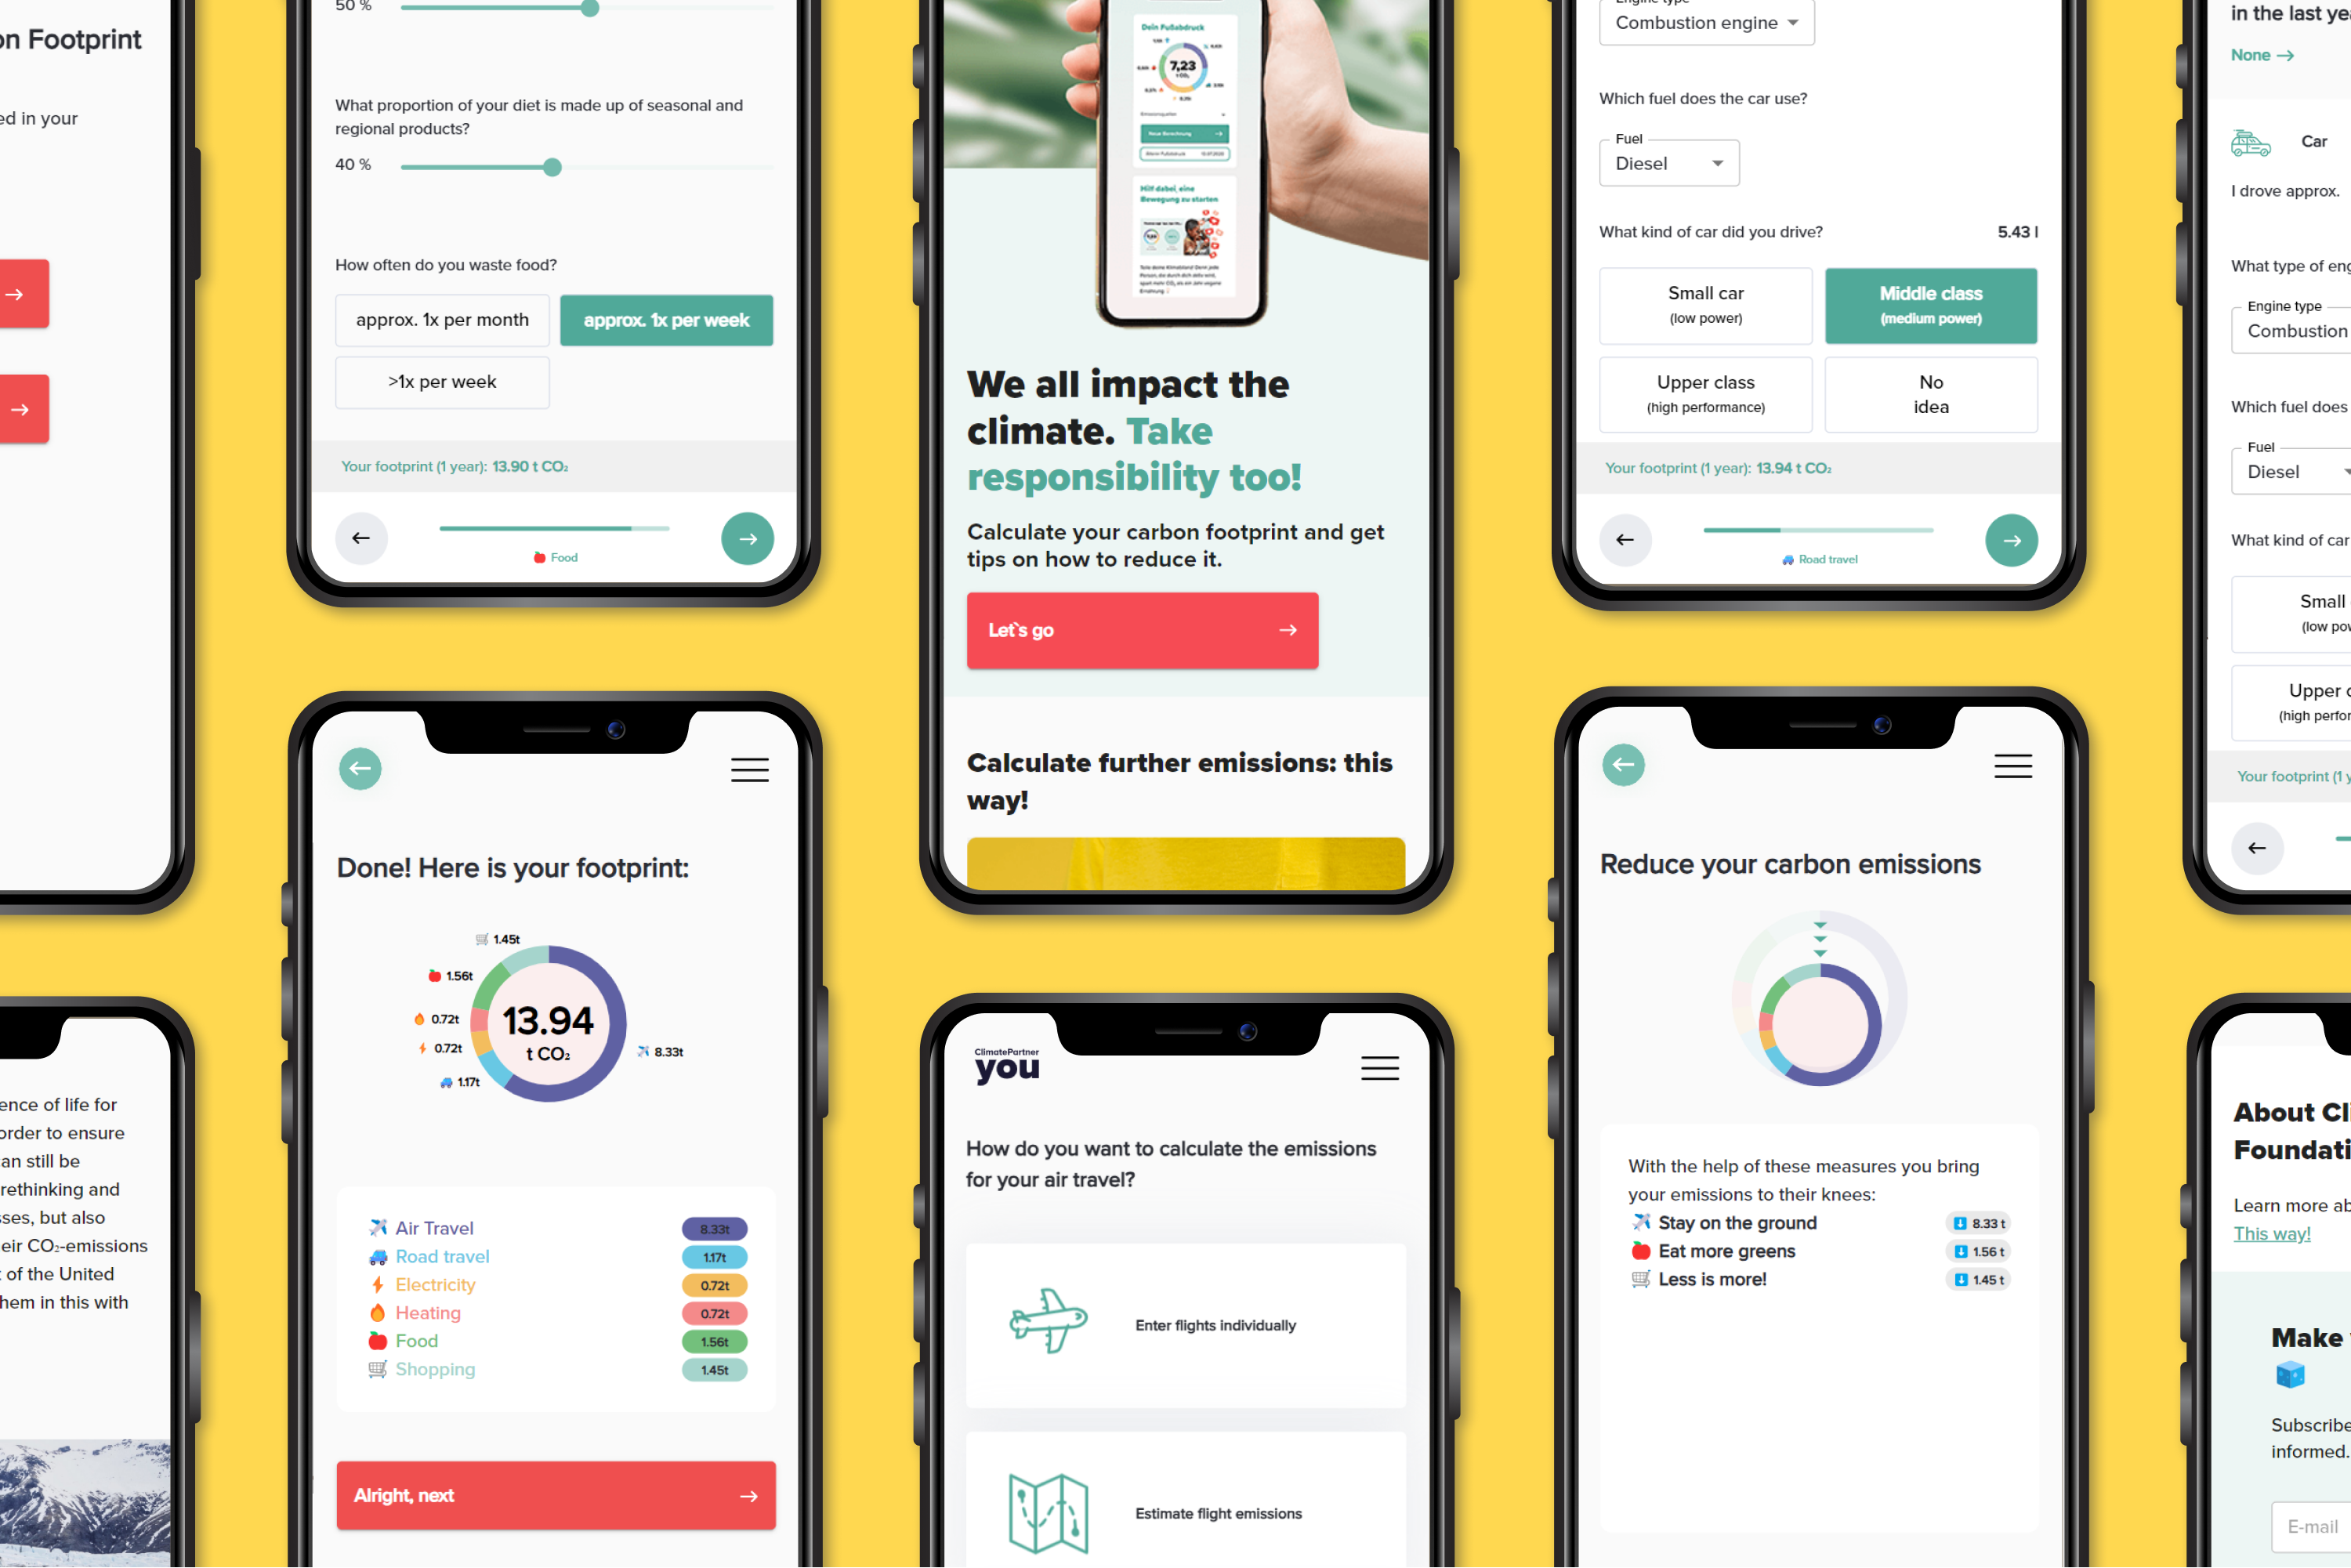 on Footprint
ed in your
ence of life for
order to ensure
an still be
rethinking and
ses, but also
eir CO₂-emissions
t of the United
hem in this with
50 %
What proportion of your diet is made up of seasonal and
regional products?
40 %
How often do you waste food?
approx. 1x per month
approx. 1x per week
>1x per week
Your footprint (1 year): 13.90 t CO₂
Food
Done! Here is your footprint:
1.45t
1.56t
0.72t
0.72t
1.17t
8.33t
13.94
t CO₂
Air Travel 8.33t
Road travel 1.17t
Electricity 0.72t
Heating 0.72t
Food 1.56t
Shopping 1.45t
Alright, next
Dein Fußabdruck
7,23
t CO₂
Neue Berechnung
Hilf dabei, eine
Bewegung zu starten
We all impact the
climate. Take
responsibility too!
Calculate your carbon footprint and get
tips on how to reduce it.
Let`s go
Calculate further emissions: this
way!
ClimatePartner
you
How do you want to calculate the emissions
for your air travel?
Enter flights individually
Estimate flight emissions
Engine type
Combustion engine
Which fuel does the car use?
Fuel
Diesel
What kind of car did you drive? 5.43 l
Small car
(low power)
Middle class
(medium power)
Upper class
(high performance)
No
idea
Your footprint (1 year): 13.94 t CO₂
Road travel
Reduce your carbon emissions
With the help of these measures you bring
your emissions to their knees:
Stay on the ground 8.33 t
Eat more greens 1.56 t
Less is more! 1.45 t
in the last ye
None
Car
I drove approx.
What type of eng
Engine type
Combustion
Which fuel does
Fuel
Diesel
What kind of car
Small
(low pow
Upper c
(high perfor
Your footprint (1 y
About Cli
Foundati
Learn more ab
This way!
Make
Subscribe
informed.
E-mail